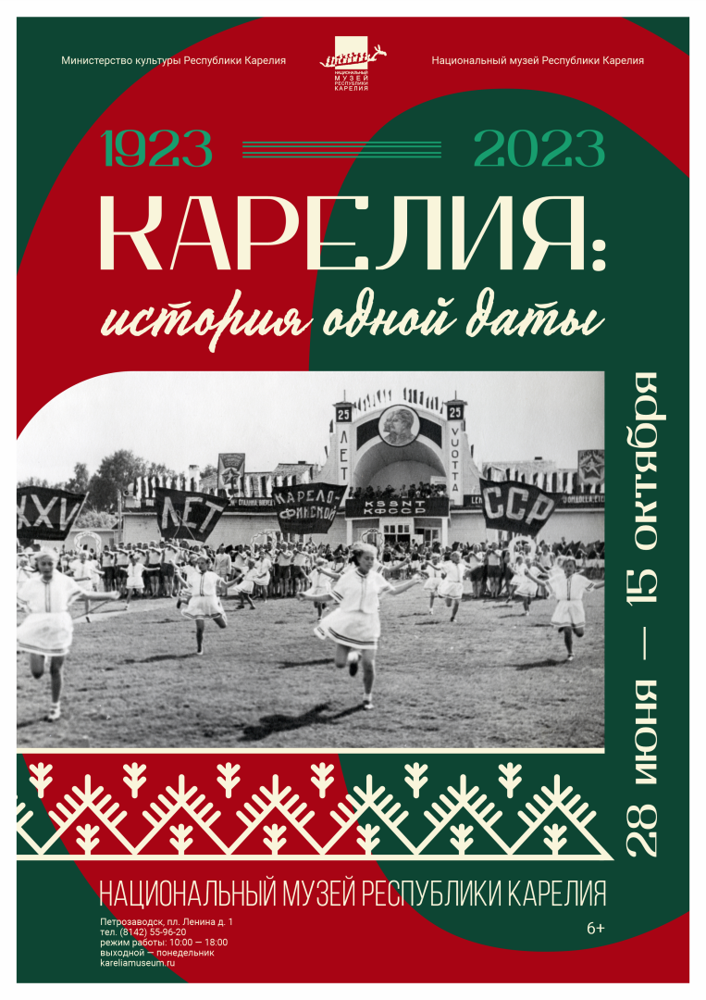 Министерство культуры Республики Карелия
НАЦИОНАЛЬНЫЙ
МУЗЕЙ
РЕСПУБЛИКИ
КАРЕЛИЯ
Национальный музей Республики Карелия
1923
2023
КАРЕЛИЯ:
история одной даты
25
25
ЛЕТ
VUOTTA
XXV
ЛЕТ
КАРЕЛО-
ФИНСКОЙ
ССР
KSSNT
КФССР
28 июня — 15 октября
НАЦИОНАЛЬНЫЙ МУЗЕЙ РЕСПУБЛИКИ КАРЕЛИЯ
Петрозаводск, пл. Ленина д. 1
тел. (8142) 55-96-20
режим работы: 10:00 — 18:00
выходной — понедельник
kareliamuseum.ru
6+